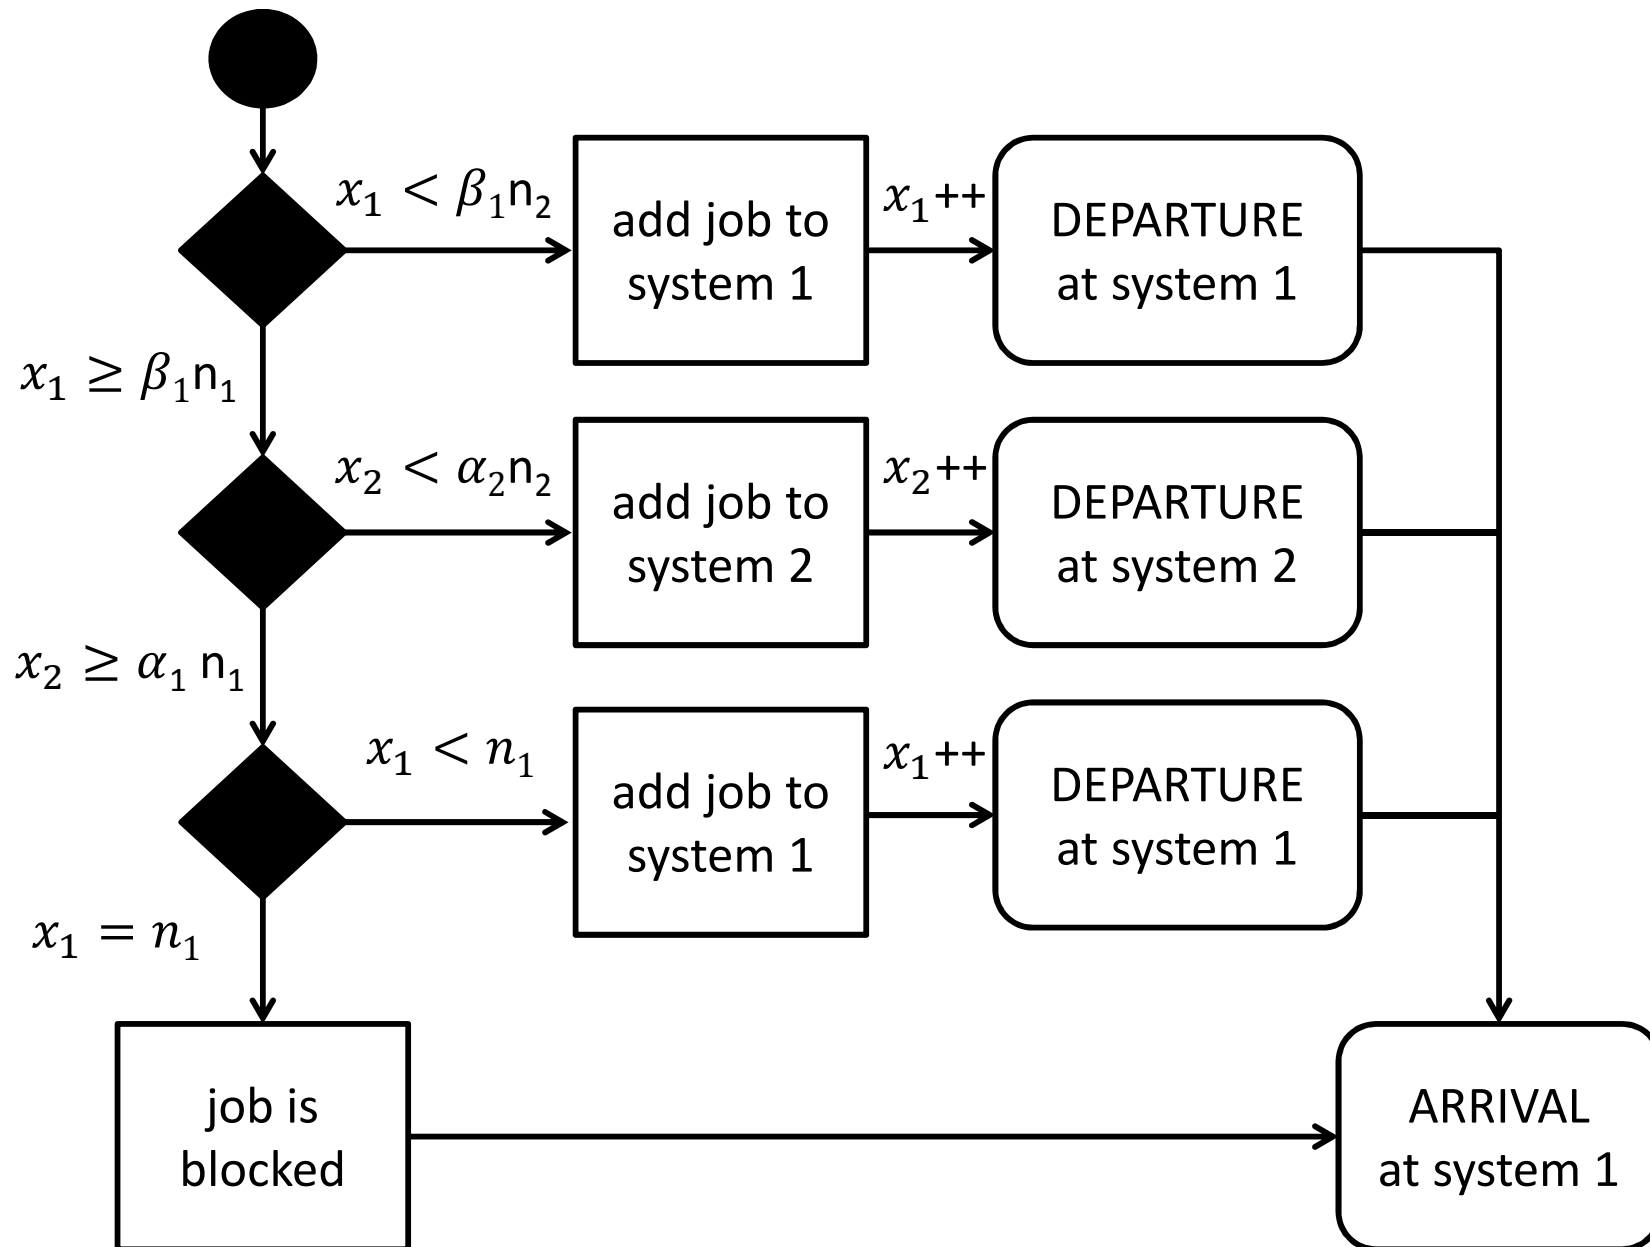 x₁ < β₁n₂
add job to
system 1
x₁++
DEPARTURE
at system 1
x₁ ≥ β₁n₁
x₂ < α₂n₂
add job to
system 2
x₂++
DEPARTURE
at system 2
x₂ ≥ α₁ n₁
x₁ < n₁
add job to
system 1
x₁++
DEPARTURE
at system 1
x₁ = n₁
job is
blocked
ARRIVAL
at system 1